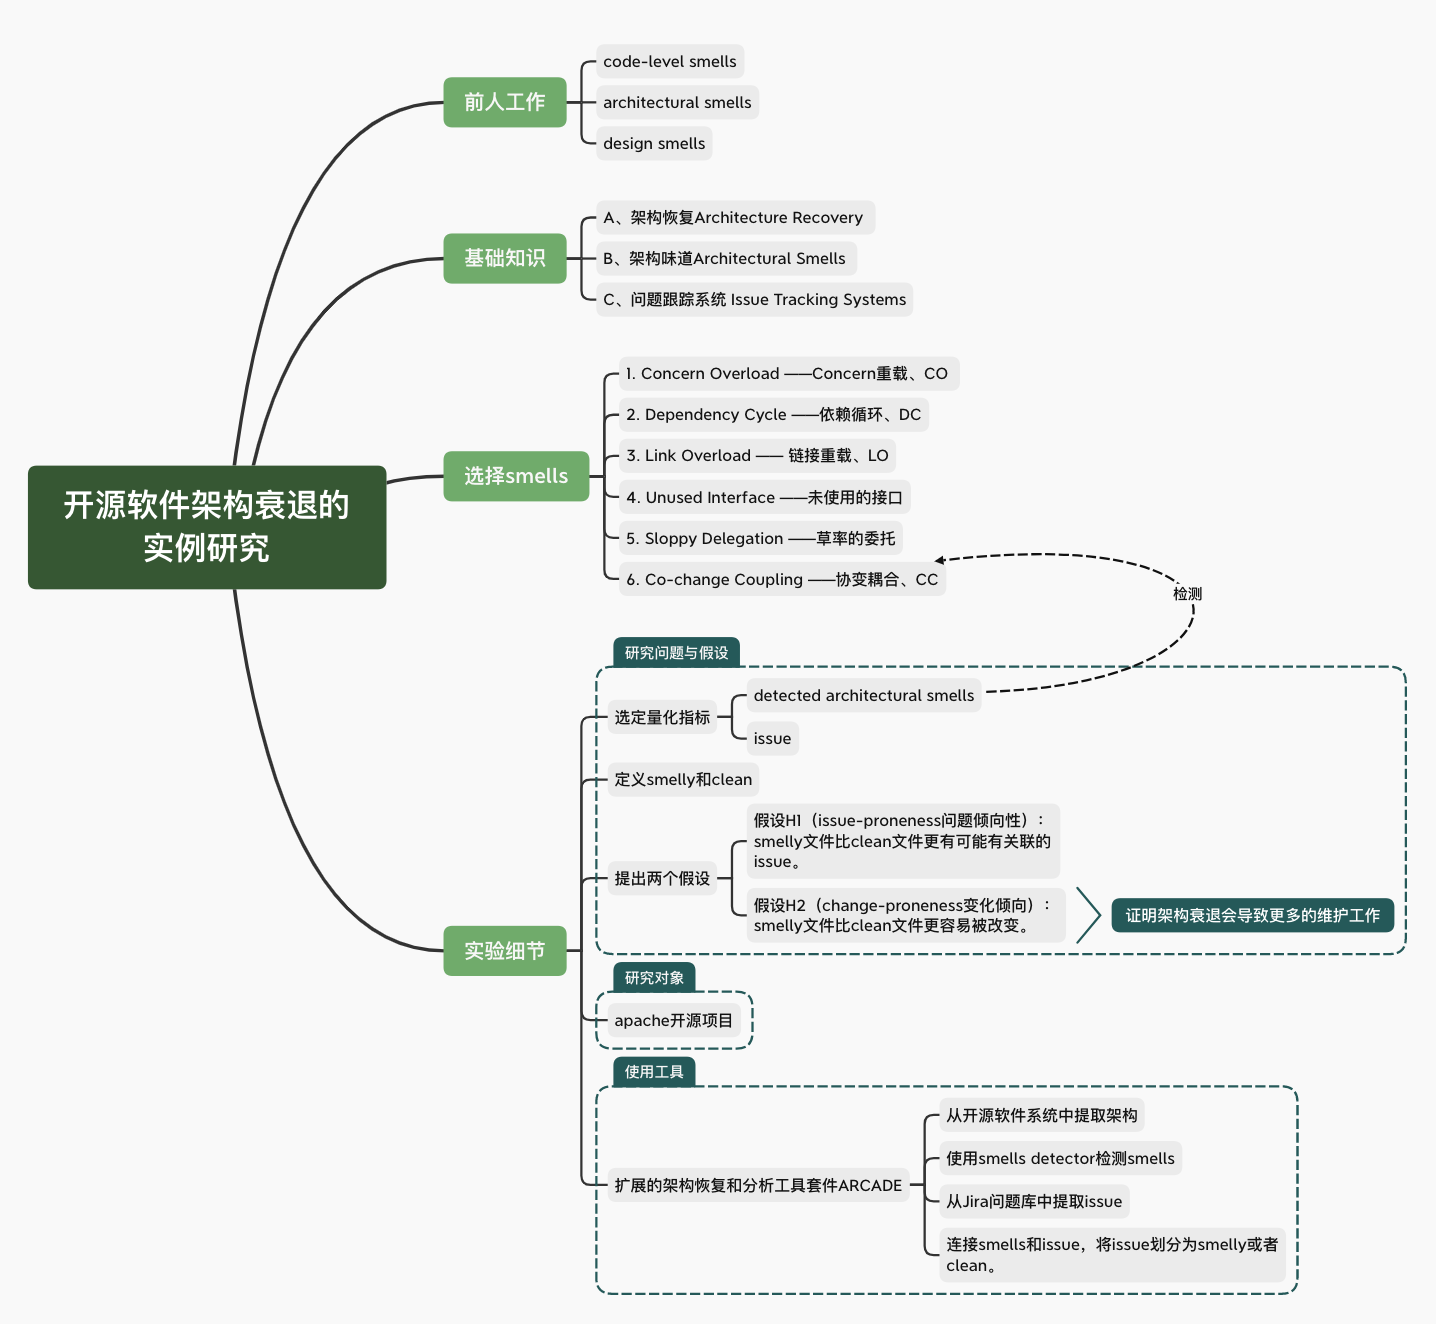 开源软件架构衰退的
实例研究
前人工作
code-level smells
architectural smells
design smells
基础知识
A、架构恢复Architecture Recovery
B、架构味道Architectural Smells
C、问题跟踪系统 Issue Tracking Systems
选择smells
1. Concern Overload ——Concern重载、CO
2. Dependency Cycle ——依赖循环、DC
3. Link Overload —— 链接重载、LO
4. Unused Interface ——未使用的接口
5. Sloppy Delegation ——草率的委托
6. Co-change Coupling ——协变耦合、CC
检测
实验细节
研究问题与假设
选定量化指标
detected architectural smells
issue
定义smelly和clean
提出两个假设
假设H1（issue-proneness问题倾向性）：
smelly文件比clean文件更有可能有关联的
issue。
假设H2（change-proneness变化倾向）：
smelly文件比clean文件更容易被改变。
证明架构衰退会导致更多的维护工作
研究对象
apache开源项目
使用工具
扩展的架构恢复和分析工具套件ARCADE
从开源软件系统中提取架构
使用smells detector检测smells
从Jira问题库中提取issue
连接smells和issue，将issue划分为smelly或者
clean。